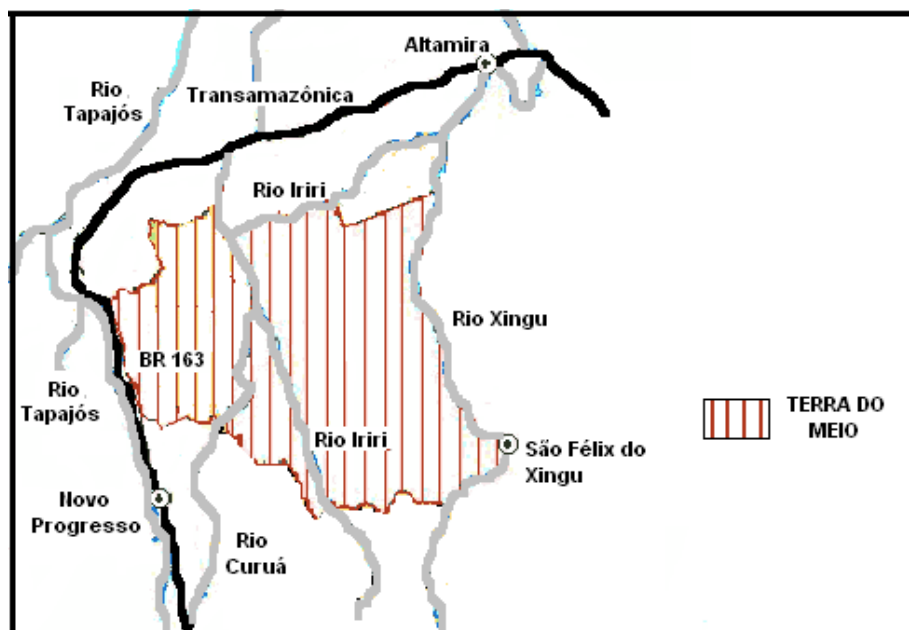 Altamira
Rio
Tapajós
Transamazônica
Rio Iriri
Rio Xingu
BR 163
Rio
Tapajós
TERRA DO
MEIO
Rio Iriri
São Félix do
Xingu
Novo
Progresso
Rio
Curuá